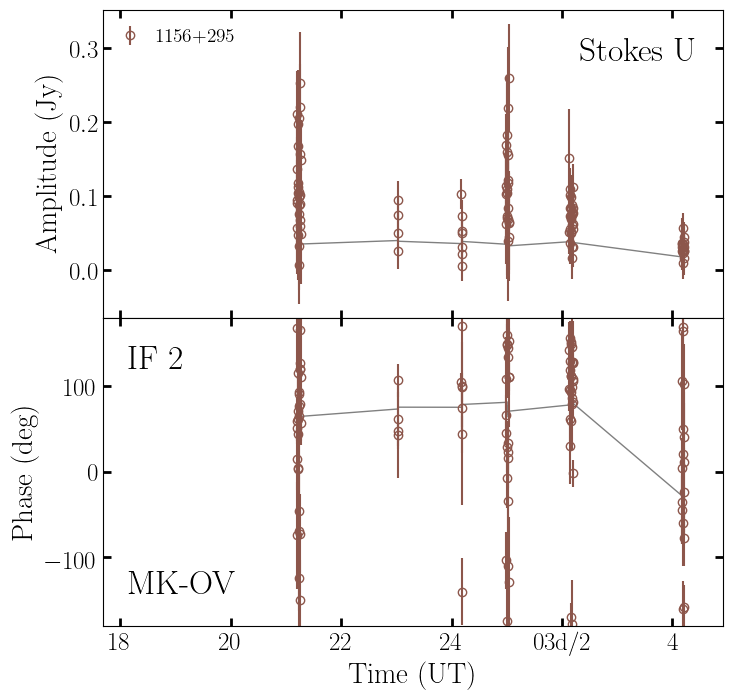 1156+295
Stokes U
0.3
0.2
0.1
0.0
Amplitude (Jy)
IF 2
100
0
−100
Phase (deg)
MK-OV
18 20 22 24 03d/2 4
Time (UT)